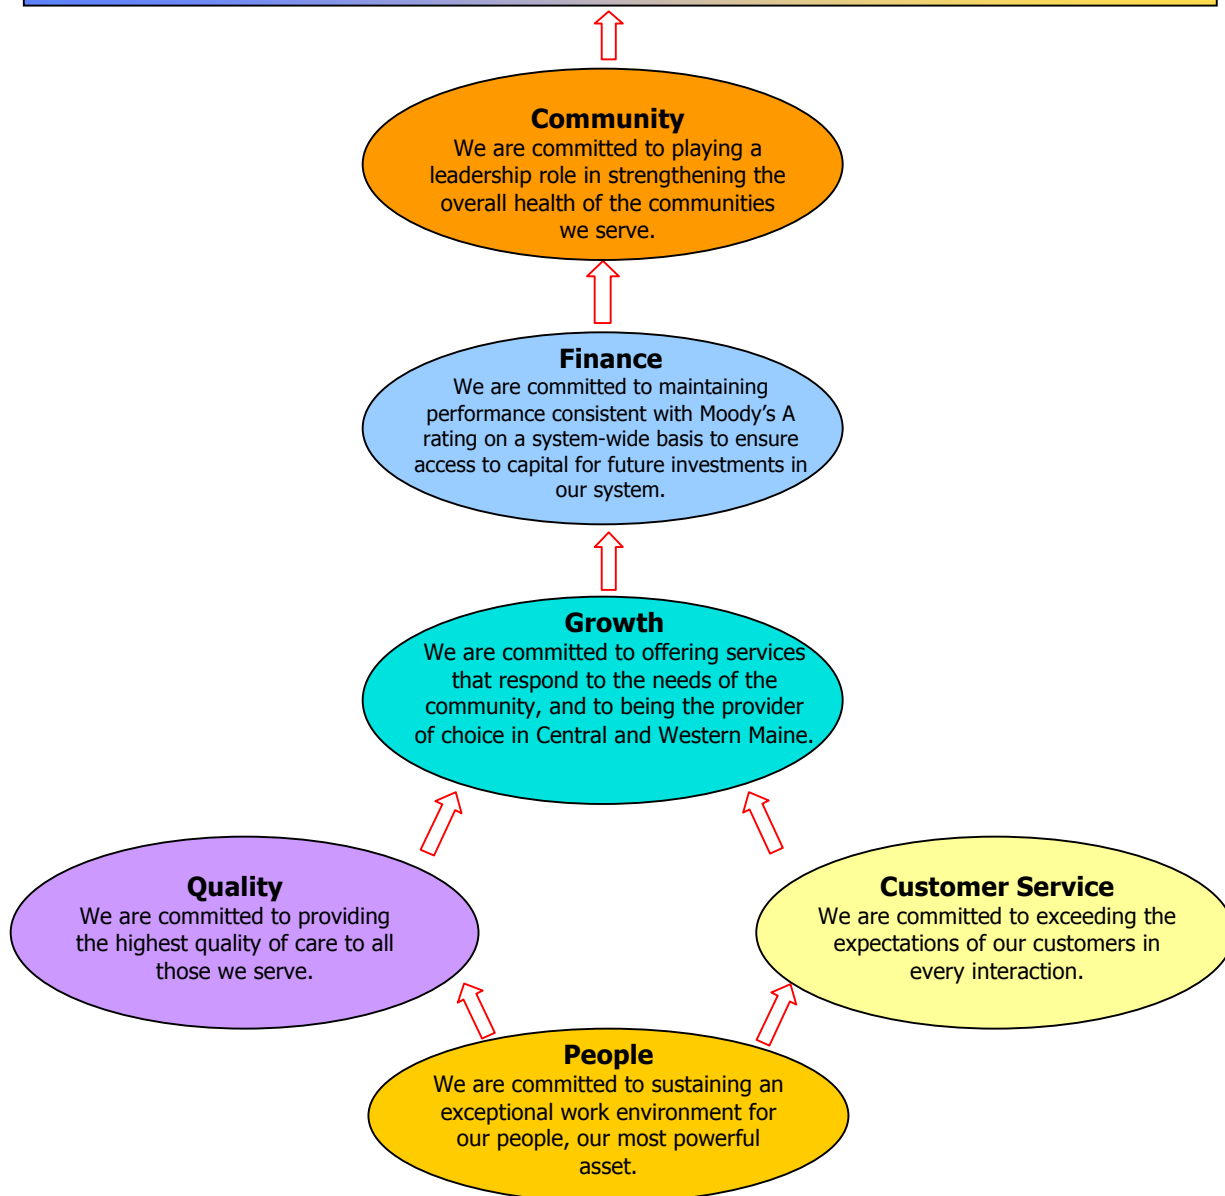 Community
We are committed to playing a
leadership role in strengthening the
overall health of the communities
we serve.
Finance
We are committed to maintaining
performance consistent with Moody’s A
rating on a system-wide basis to ensure
access to capital for future investments in
our system.
Growth
We are committed to offering services
that respond to the needs of the
community, and to being the provider
of choice in Central and Western Maine.
Quality
We are committed to providing
the highest quality of care to all
those we serve.
Customer Service
We are committed to exceeding the
expectations of our customers in
every interaction.
People
We are committed to sustaining an
exceptional work environment for
our people, our most powerful
asset.